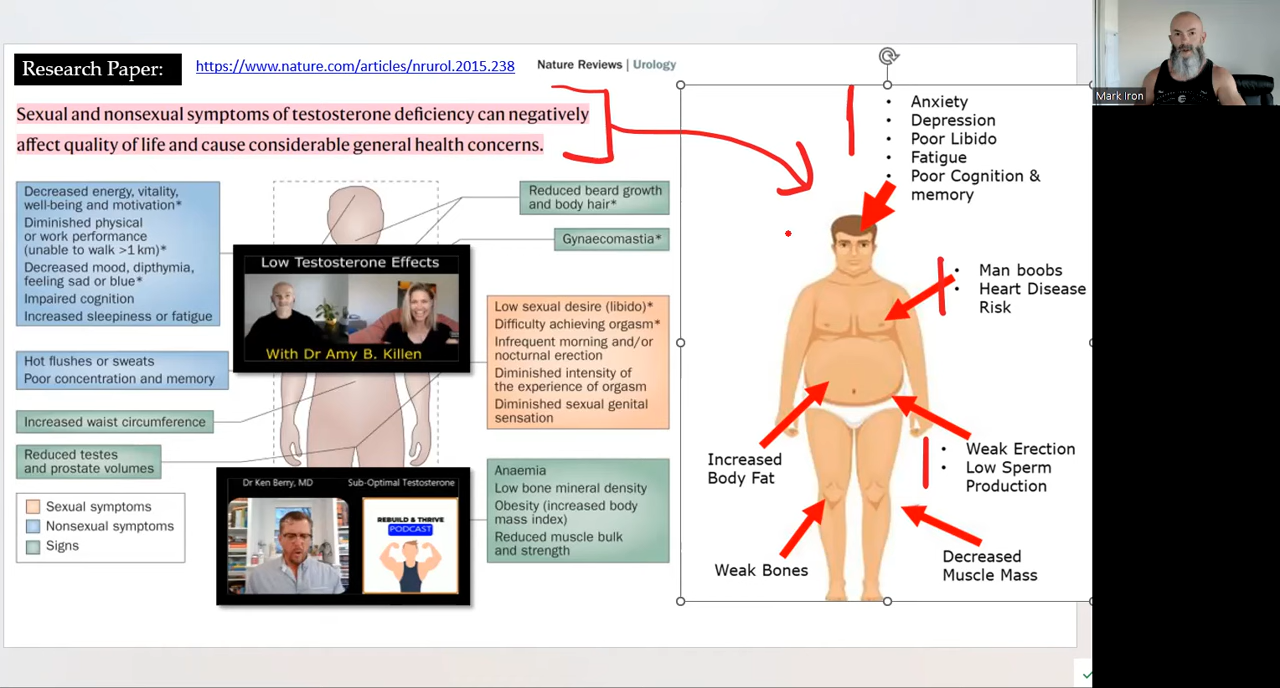 Research Paper:
https://www.nature.com/articles/nrurol.2015.238
Nature Reviews | Urology
Sexual and nonsexual symptoms of testosterone deficiency can negatively
affect quality of life and cause considerable general health concerns.
Decreased energy, vitality,
well-being and motivation*
Diminished physical
or work performance
(unable to walk >1 km)*
Decreased mood, dipthymia,
feeling sad or blue*
Impaired cognition
Increased sleepiness or fatigue
Hot flushes or sweats
Poor concentration and memory
Increased waist circumference
Reduced testes
and prostate volumes
Sexual symptoms
Nonsexual symptoms
Signs
Low Testosterone Effects
With Dr Amy B. Killen
Dr Ken Berry, MD
Sub-Optimal Testosterone
REBUILD & THRIVE
PODCAST
Reduced beard growth
and body hair*
Gynaecomastia*
Low sexual desire (libido)*
Difficulty achieving orgasm*
Infrequent morning and/or
nocturnal erection
Diminished intensity of
the experience of orgasm
Diminished sexual genital
sensation
Anaemia
Low bone mineral density
Obesity (increased body
mass index)
Reduced muscle bulk
and strength
• Anxiety
• Depression
• Poor Libido
• Fatigue
• Poor Cognition &
memory
• Man boobs
• Heart Disease
Risk
Increased
Body Fat
• Weak Erection
• Low Sperm
Production
Weak Bones
Decreased
Muscle Mass
Mark Iron